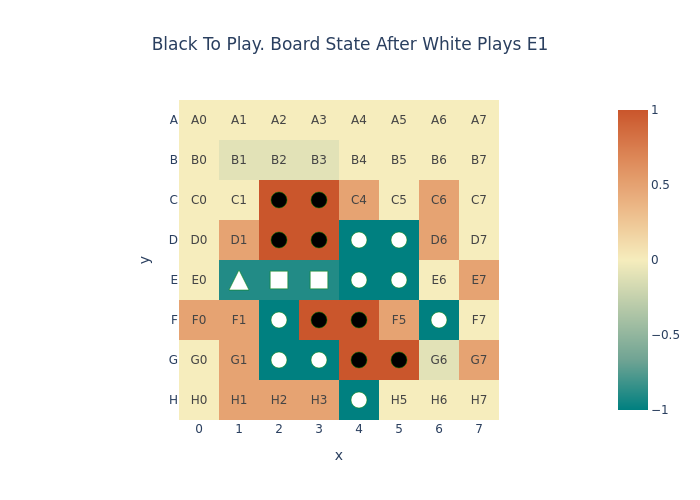 Black To Play. Board State After White Plays E1
A A0 A1 A2 A3 A4 A5 A6 A7 1
B B0 B1 B2 B3 B4 B5 B6 B7
C C0 C1 C4 C5 C6 C7 0.5
D D0 D1 D6 D7
y E E0 E6 E7 0
F F0 F1 F5 F7 −0.5
G G0 G1 G6 G7
H H0 H1 H2 H3 H5 H6 H7 −1
0 1 2 3 4 5 6 7
x